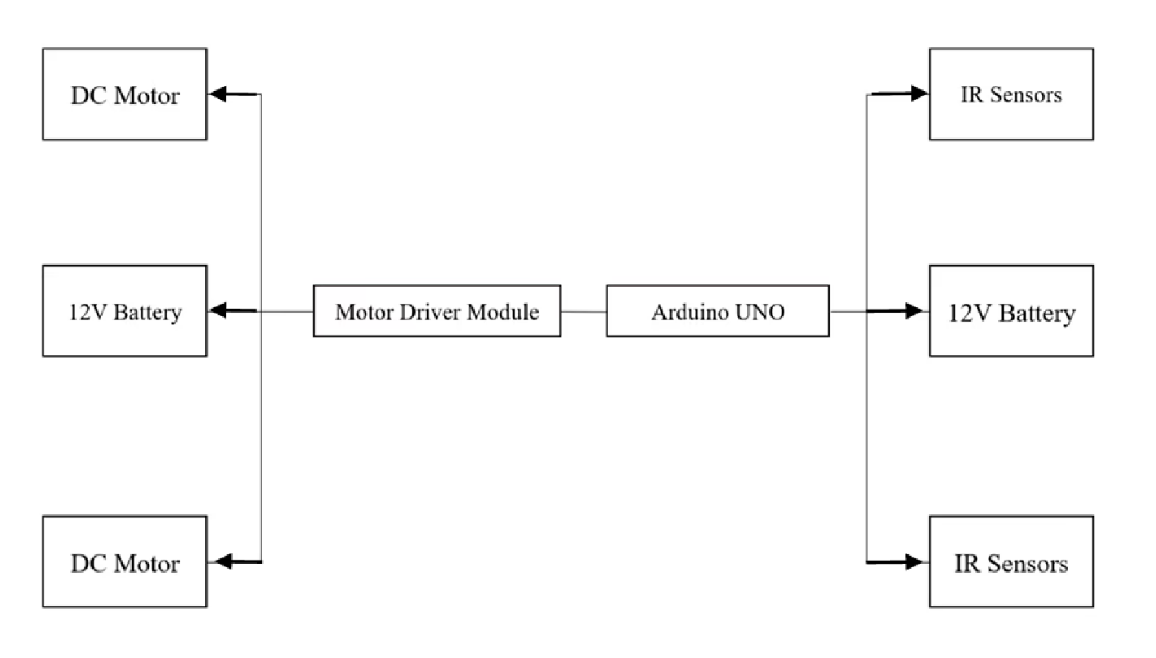 DC Motor
IR Sensors
12V Battery
Motor Driver Module
Arduino UNO
12V Battery
DC Motor
IR Sensors